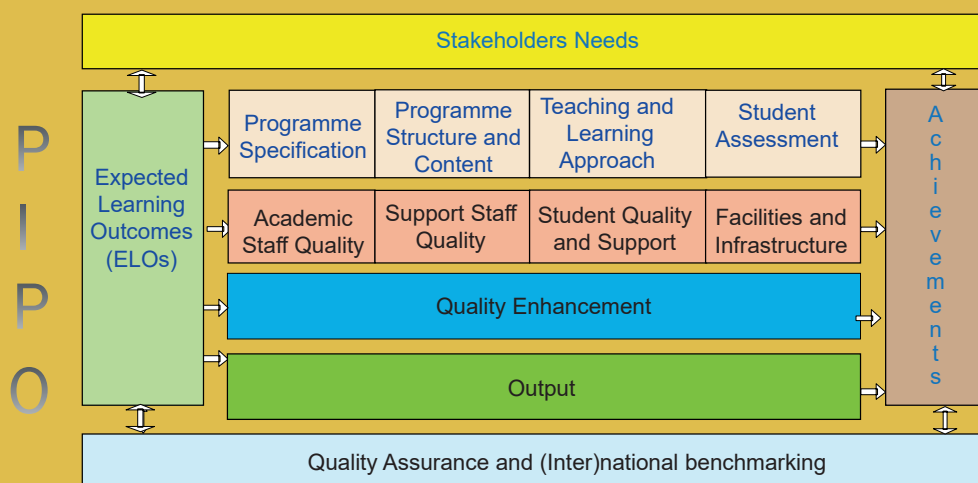 Stakeholders Needs
P
I
P
O
Expected
Learning
Outcomes
(ELOs)
Programme
Specification
Programme
Structure and
Content
Teaching and
Learning
Approach
Student
Assessment
Academic
Staff Quality
Support Staff
Quality
Student Quality
and Support
Facilities and
Infrastructure
Quality Enhancement
Output
A
c
h
i
e
v
e
m
e
n
t
s
Quality Assurance and (Inter)national benchmarking